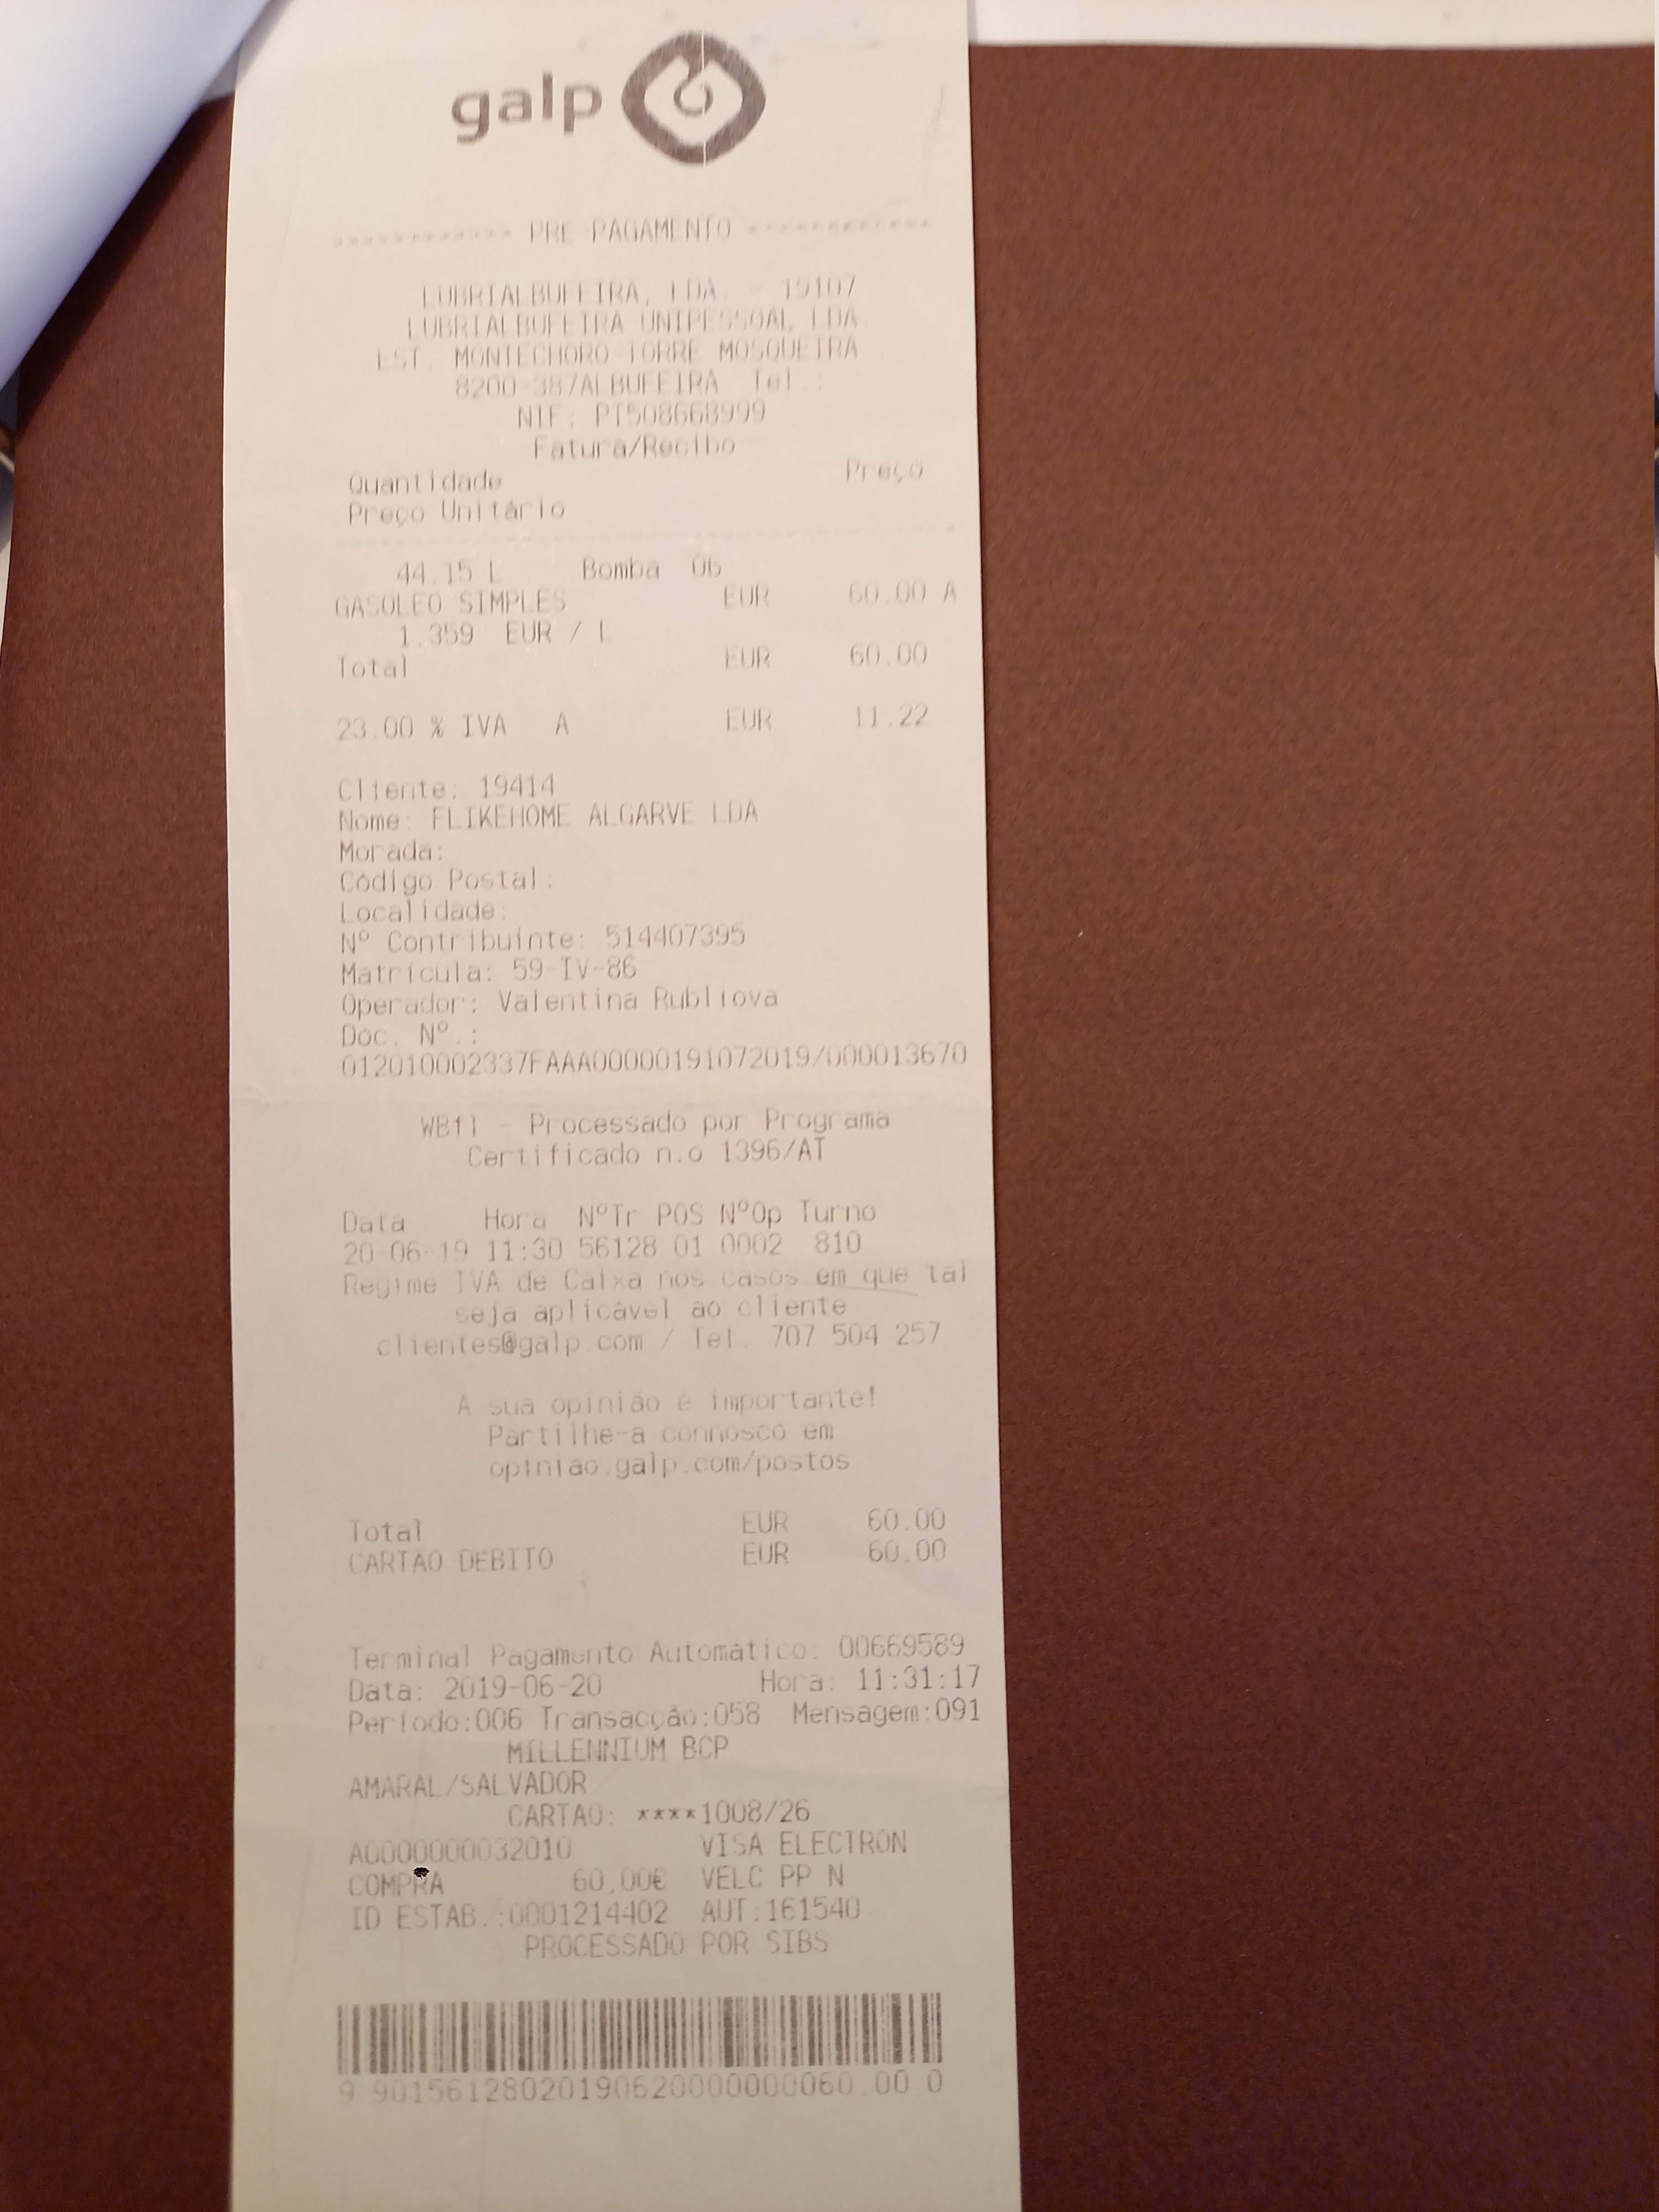 galp
------------ PRE-PAGAMENTO ------------
LUBRIALBUFEIRA, LDA. - 19107
LUBRIALBUFEIRA UNIPESSOAL LDA
EST. MONTECHORO-TORRE MOSQUEIRA
8200-387ALBUFEIRA Tel.:
NIF: PT508668999
Fatura/Recibo
Quantidade Preço
Preço Unitário
44.15 L Bomba 06
GASOLEO SIMPLES EUR 60.00 A
1.359 EUR / L
Total EUR 60.00
23.00 % IVA A EUR 11.22
Cliente: 19414
Nome: FLIKEHOME ALGARVE LDA
Morada:
Código Postal:
Localidade:
Nº Contribuinte: 514407395
Matrícula: 59-IV-86
Operador: Valentina Rubliova
Doc. Nº.:
012010002337FAAA00000191072019/000013670
WBfl - Processado por Programa
Certificado n.o 1396/AT
Data Hora NºTr POS NºOp Turno
20-06-19 11:30 56128 01 0002 810
Regime IVA de Caixa nos casos em que tal
seja aplicável ao cliente
clientes@galp.com / Tel. 707 504 257
A sua opinião é importante!
Partilhe-a connosco em
opinião.galp.com/postos
Total EUR 60.00
CARTAO DEBITO EUR 60.00
Terminal Pagamento Automático: 00669589
Data: 2019-06-20 Hora: 11:31:17
Período:006 Transacção:058 Mensagem:091
MILLENNIUM BCP
AMARAL/SALVADOR
CARTAO: ****1008/26
A0000000032010 VISA ELECTRON
COMPRA 60,00€ VELC PP N
ID ESTAB.:0001214402 AUT:161540
PROCESSADO POR SIBS
9 901561280201906200000000060.00 0